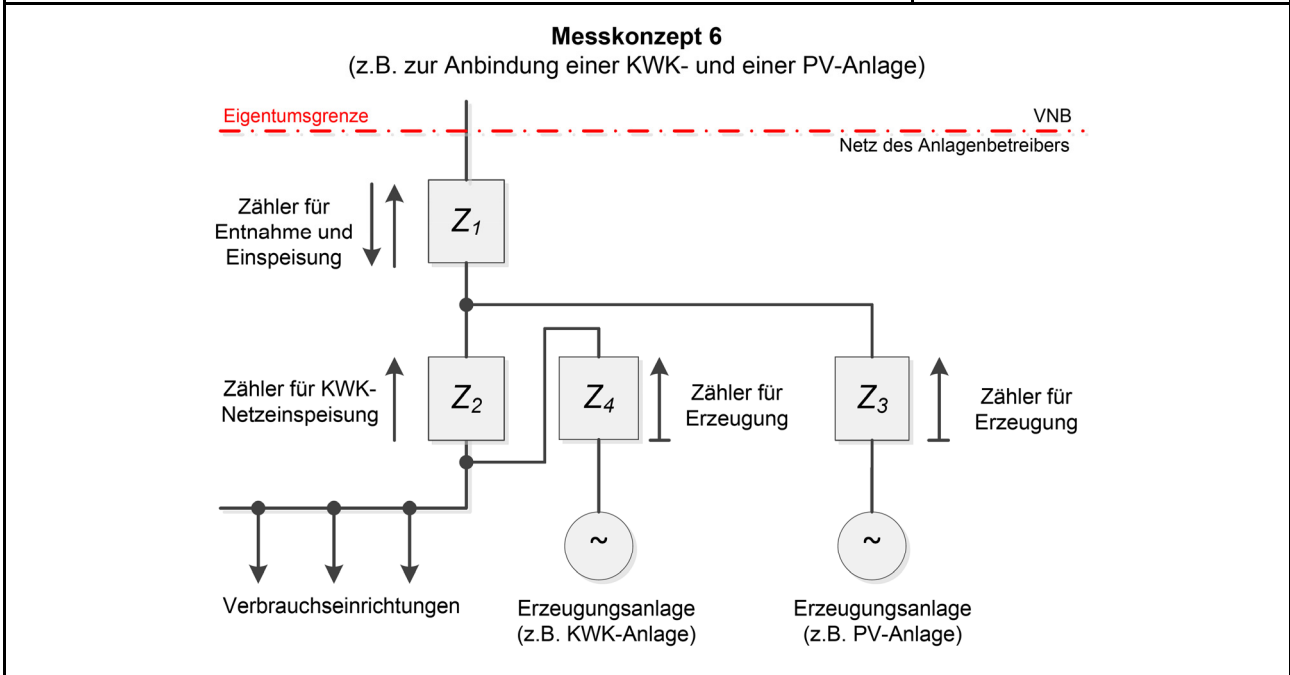 Messkonzept 6
(z.B. zur Anbindung einer KWK- und einer PV-Anlage)
Eigentumsgrenze
VNB
Netz des Anlagenbetreibers
Zähler für
Entnahme und
Einspeisung
Z1
Zähler für KWK-
Netzeinspeisung
Z2
Z4
Zähler für
Erzeugung
Z3
Zähler für
Erzeugung
~
~
Verbrauchseinrichtungen
Erzeugungsanlage
(z.B. KWK-Anlage)
Erzeugungsanlage
(z.B. PV-Anlage)